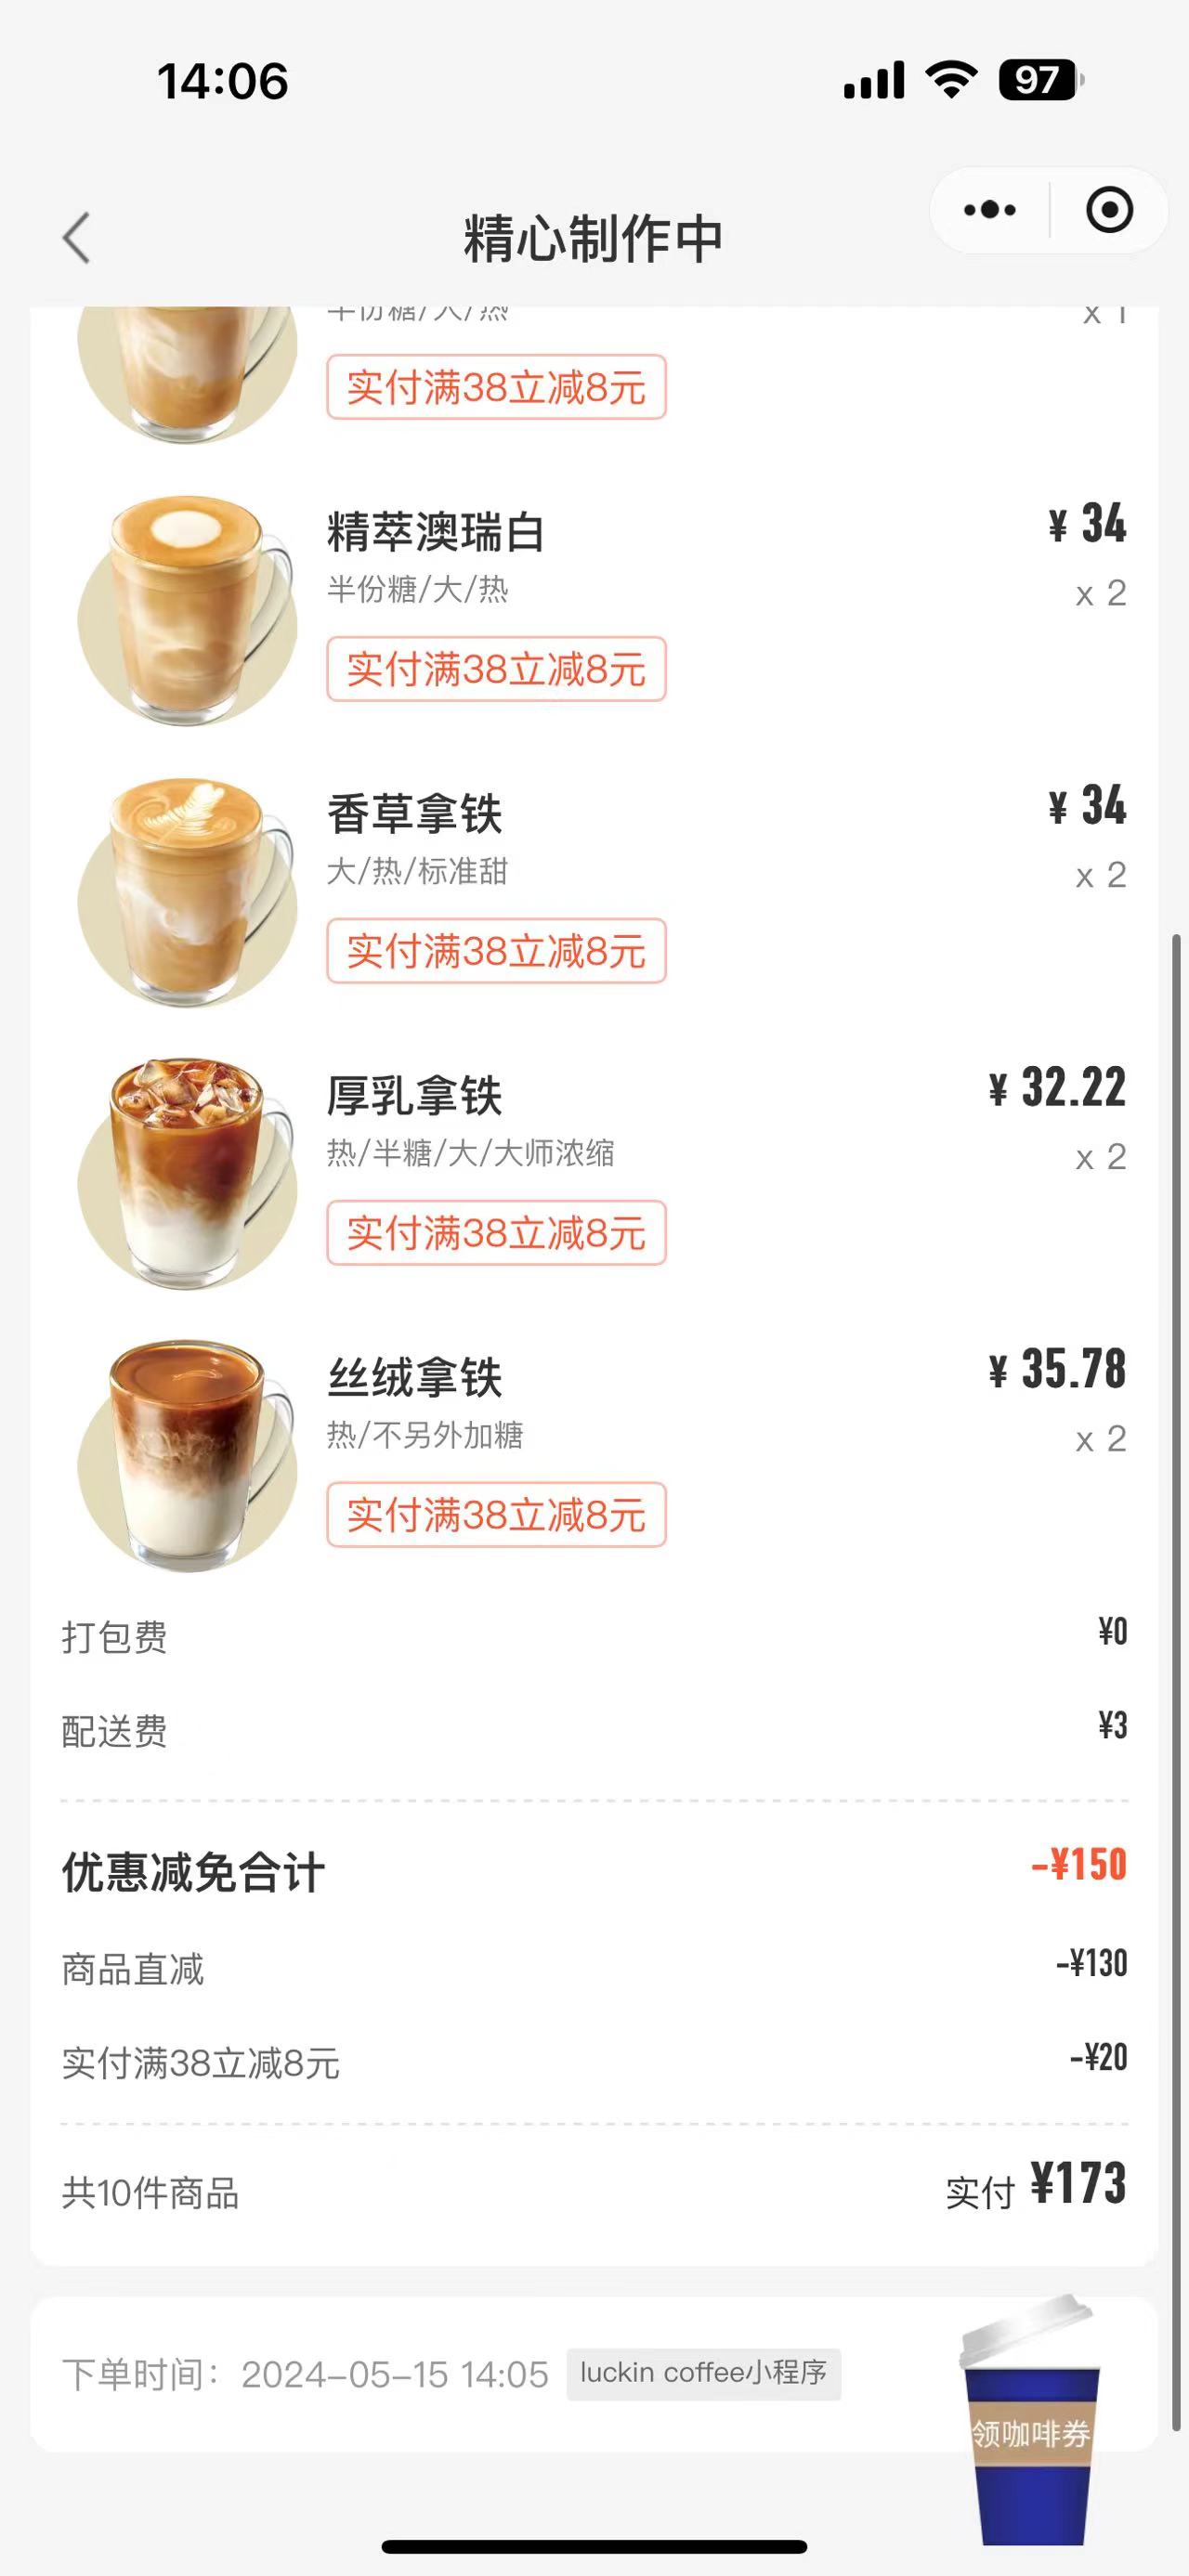 14:06
97
精心制作中
半份糖/大/热
x 1
实付满38立减8元
精萃澳瑞白
¥ 34
半份糖/大/热
x 2
实付满38立减8元
香草拿铁
¥ 34
大/热/标准甜
x 2
实付满38立减8元
厚乳拿铁
¥ 32.22
热/半糖/大/大师浓缩
x 2
实付满38立减8元
丝绒拿铁
¥ 35.78
热/不另外加糖
x 2
实付满38立减8元
打包费
¥0
配送费
¥3
优惠减免合计
-¥150
商品直减
-¥130
实付满38立减8元
-¥20
共10件商品
实付 ¥173
下单时间：2024-05-15 14:05
luckin coffee小程序
领咖啡券